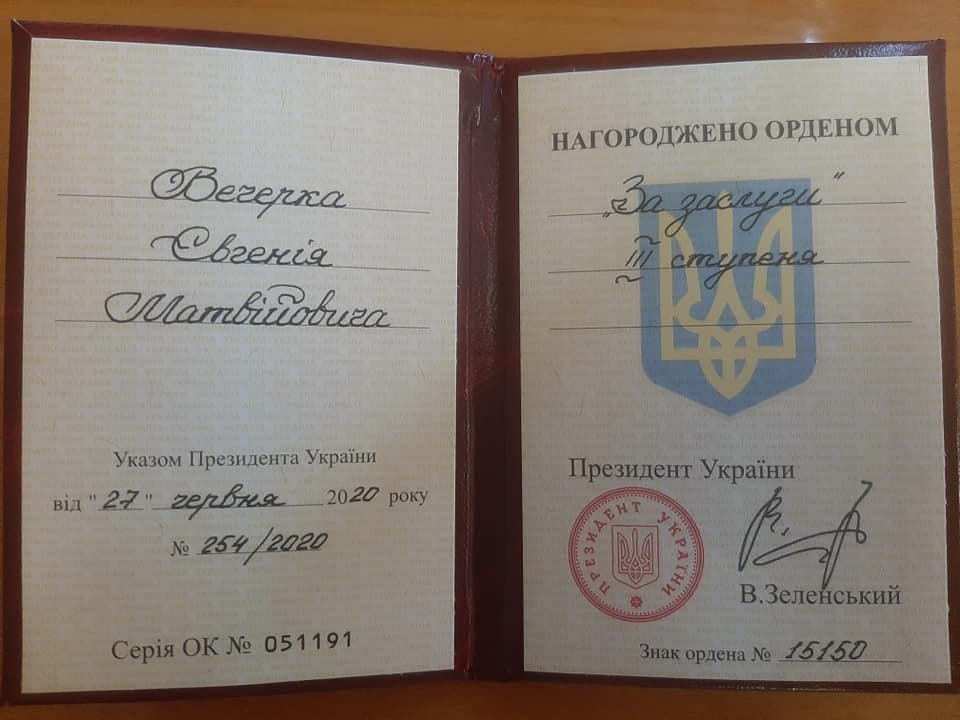 Вечерка
Євгенія
Матвійовича
Указом Президента України
від "27" червня 2020 року
№ 254/2020
Серія ОК № 051191
НАГОРОДЖЕНО ОРДЕНОМ
„За заслуги"
III ступеня
Президент України
ПРЕЗИДЕНТ УКРАЇНИ
В.Зеленський
Знак ордена № 15150